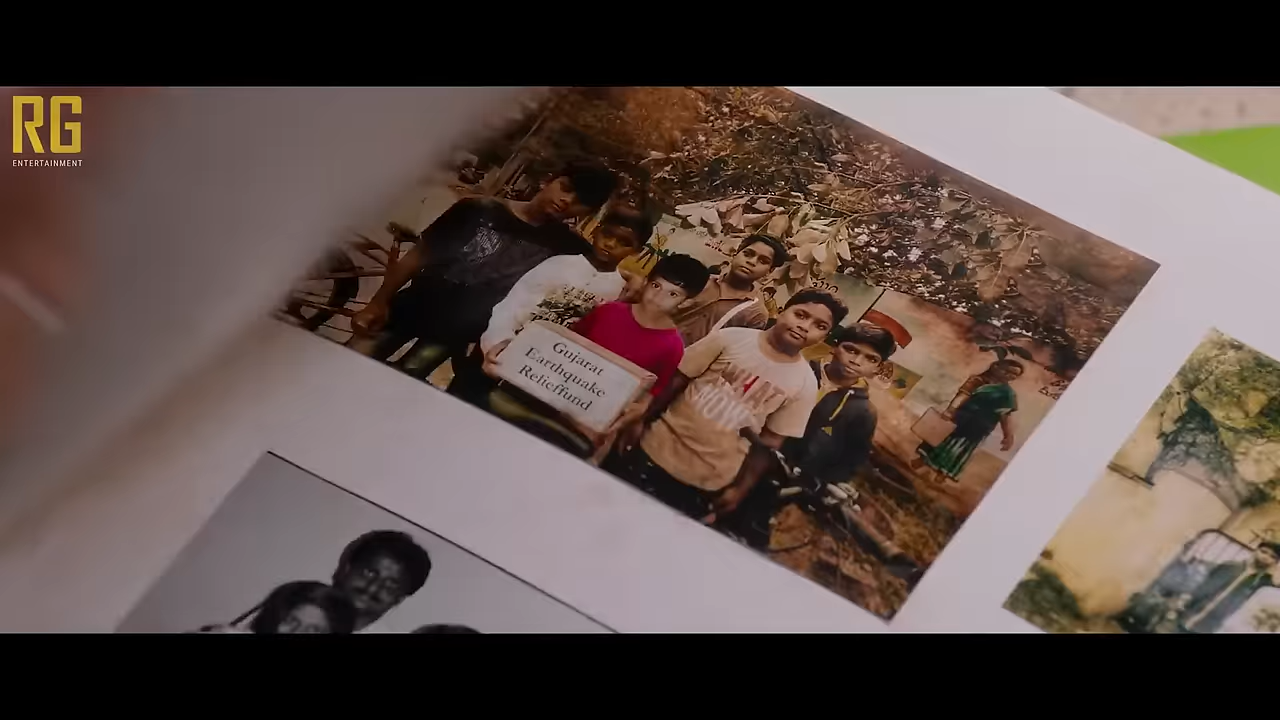 RG
ENTERTAINMENT
Gujarat
Earthquake
Relieffund